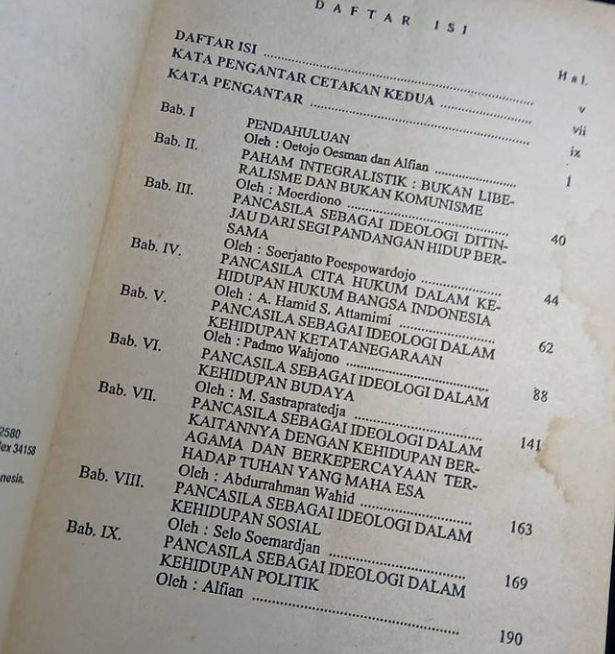 DAFTAR ISI
Hal.
DAFTAR ISI .......... v
KATA PENGANTAR CETAKAN KEDUA .......... vii
KATA PENGANTAR .......... ix
Bab. I PENDAHULUAN
Oleh : Oetojo Oesman dan Alfian .......... 1
Bab. II. PAHAM INTEGRALISTIK : BUKAN LIBE-
RALISME DAN BUKAN KOMUNISME
Oleh : Moerdiono .......... 40
Bab. III. PANCASILA SEBAGAI IDEOLOGI DITIN-
JAU DARI SEGI PANDANGAN HIDUP BER-
SAMA
Oleh : Soerjanto Poespowardojo .......... 44
Bab. IV. PANCASILA CITA HUKUM DALAM KE-
HIDUPAN HUKUM BANGSA INDONESIA
Oleh : A. Hamid S. Attamimi .......... 62
Bab. V. PANCASILA SEBAGAI IDEOLOGI DALAM
KEHIDUPAN KETATANEGARAAN
Oleh : Padmo Wahjono .......... 88
Bab. VI. PANCASILA SEBAGAI IDEOLOGI DALAM
KEHIDUPAN BUDAYA
Oleh : M. Sastrapratedja .......... 141
Bab. VII. PANCASILA SEBAGAI IDEOLOGI DALAM
KAITANNYA DENGAN KEHIDUPAN BER-
AGAMA DAN BERKEPERCAYAAN TER-
HADAP TUHAN YANG MAHA ESA
Oleh : Abdurrahman Wahid .......... 163
Bab. VIII. PANCASILA SEBAGAI IDEOLOGI DALAM
KEHIDUPAN SOSIAL
Oleh : Selo Soemardjan .......... 169
Bab. IX. PANCASILA SEBAGAI IDEOLOGI DALAM
KEHIDUPAN POLITIK
Oleh : Alfian .......... 190
2580
lex 34158
nesia.